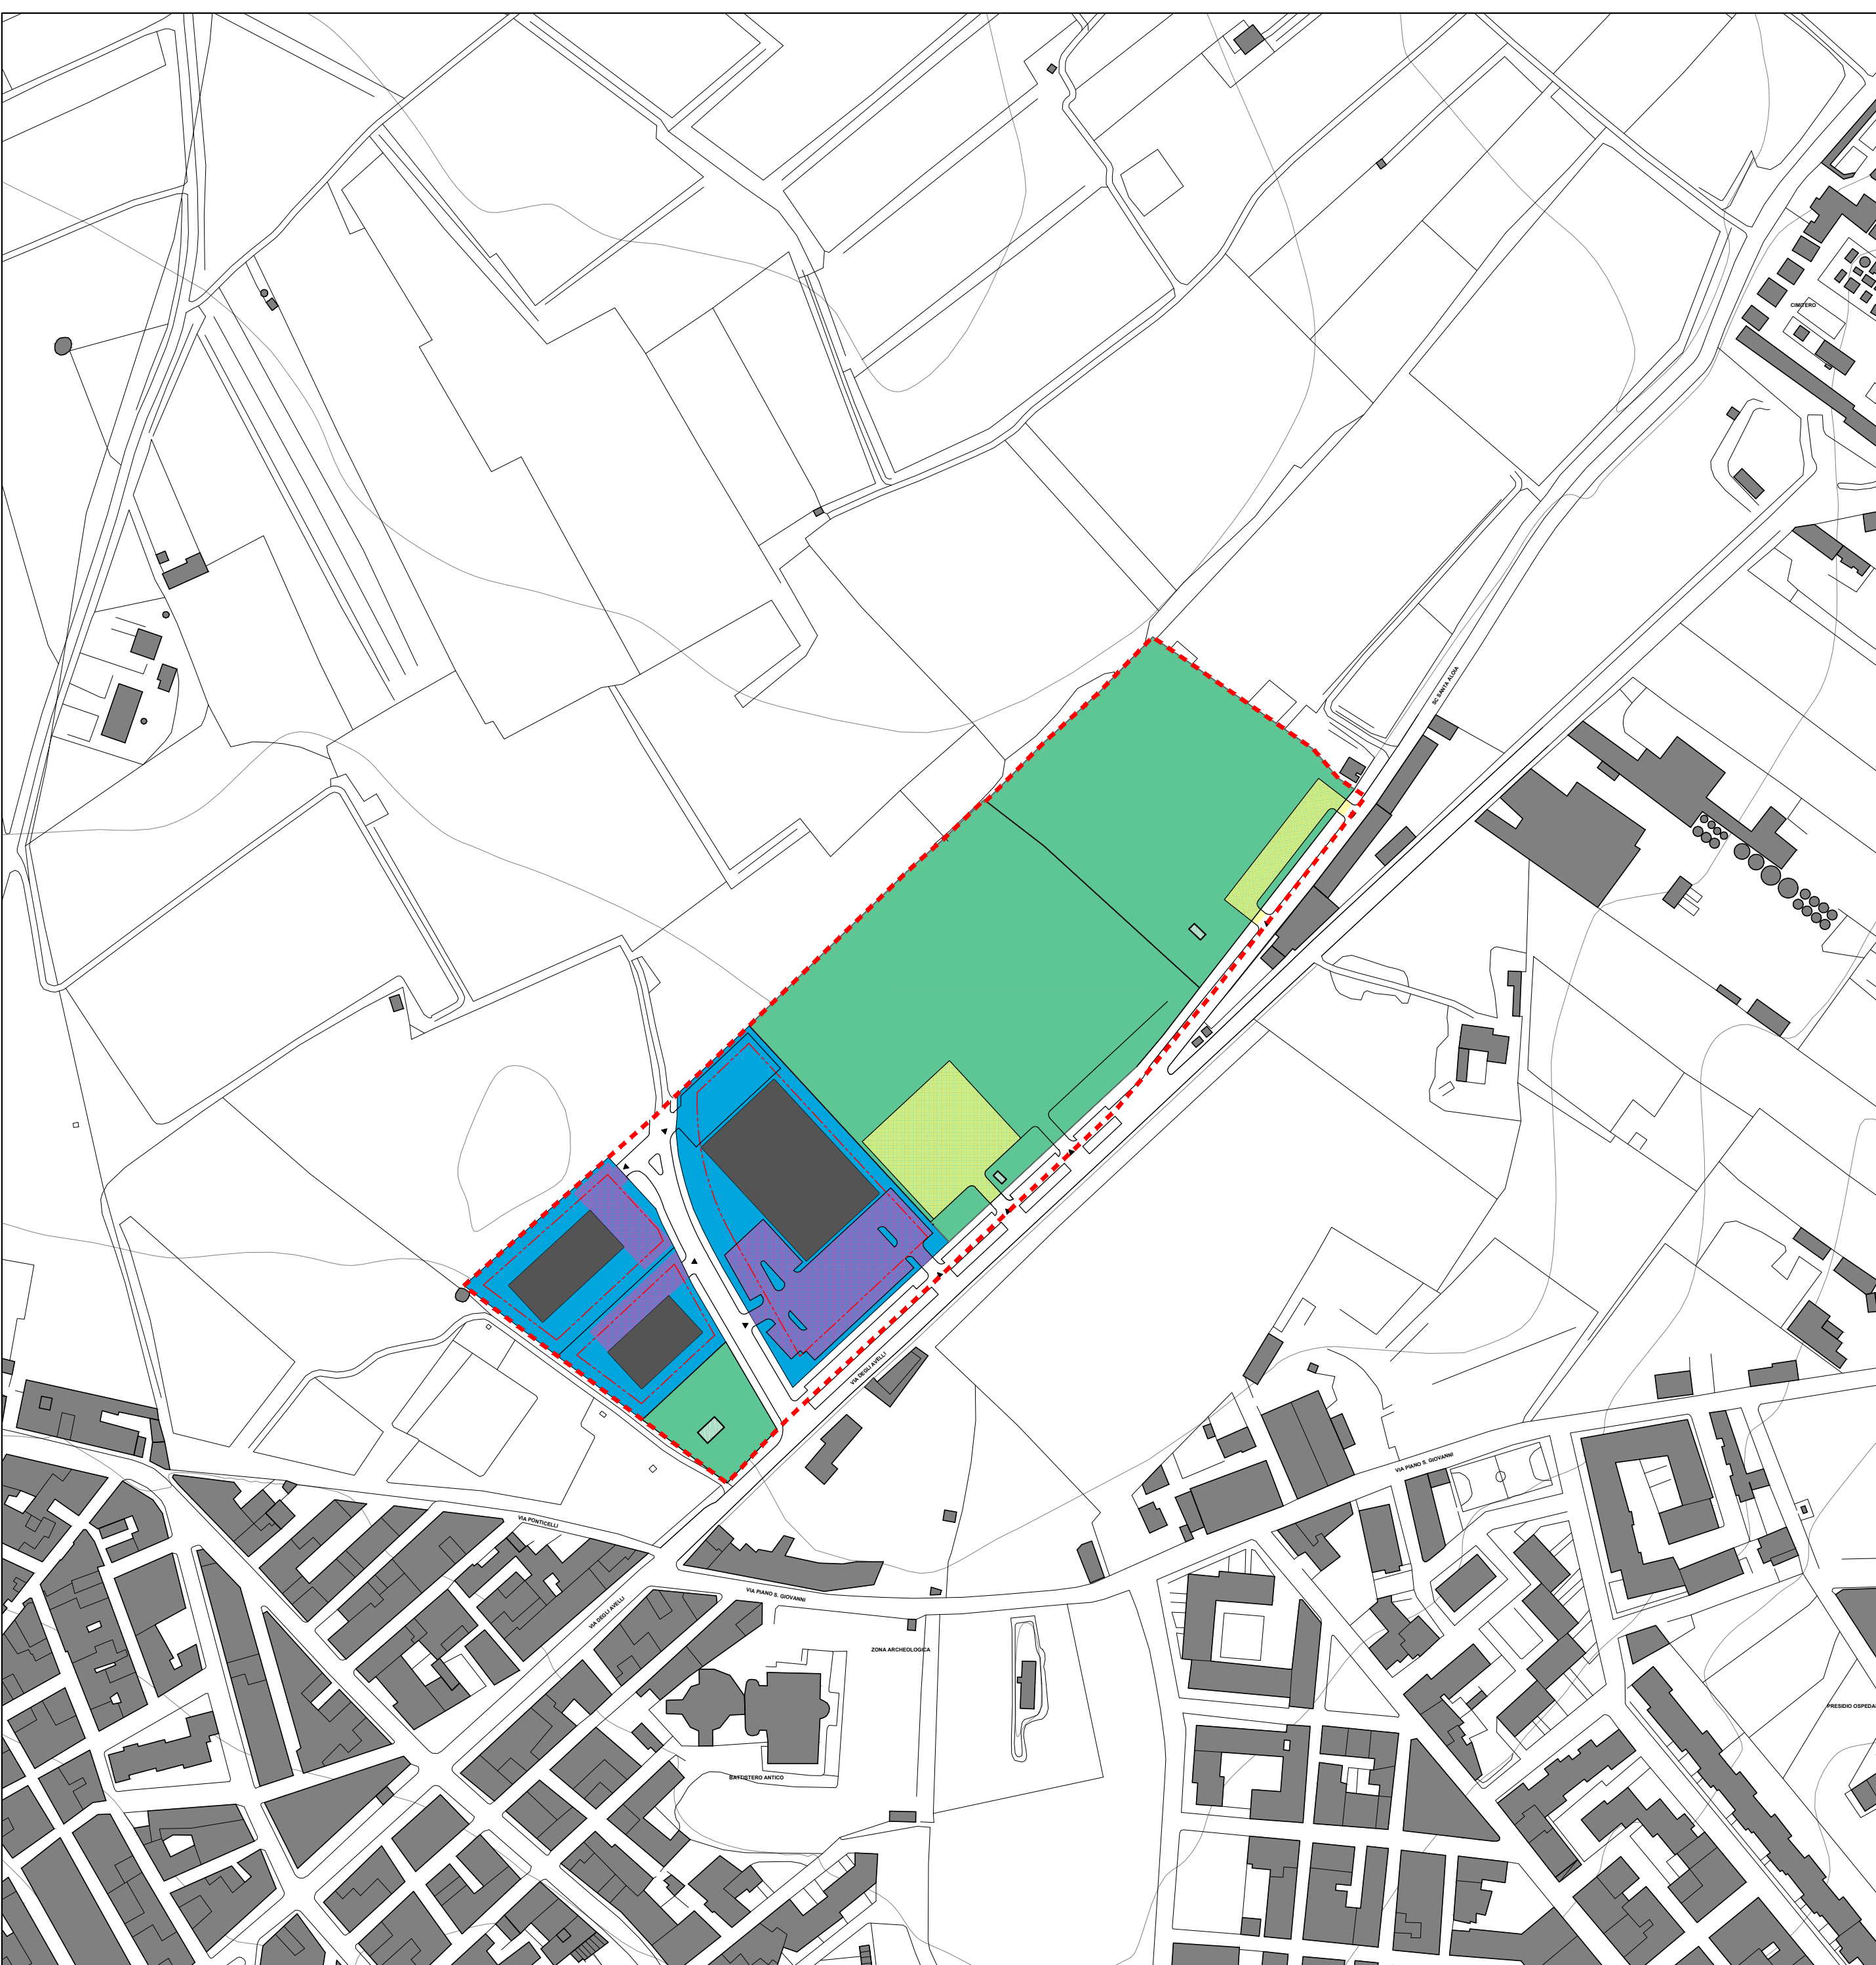 CIMITERO
SC SANTA ALOIA
VIA DEGLI AVELLI
VIA PIANO S. GIOVANNI
VIA PONTICELLI
VIA PIANO S. GIOVANNI
VIA DEGLI AVELLI
ZONA ARCHEOLOGICA
PRESIDIO OSPEDA
BATTISTERO ANTICO